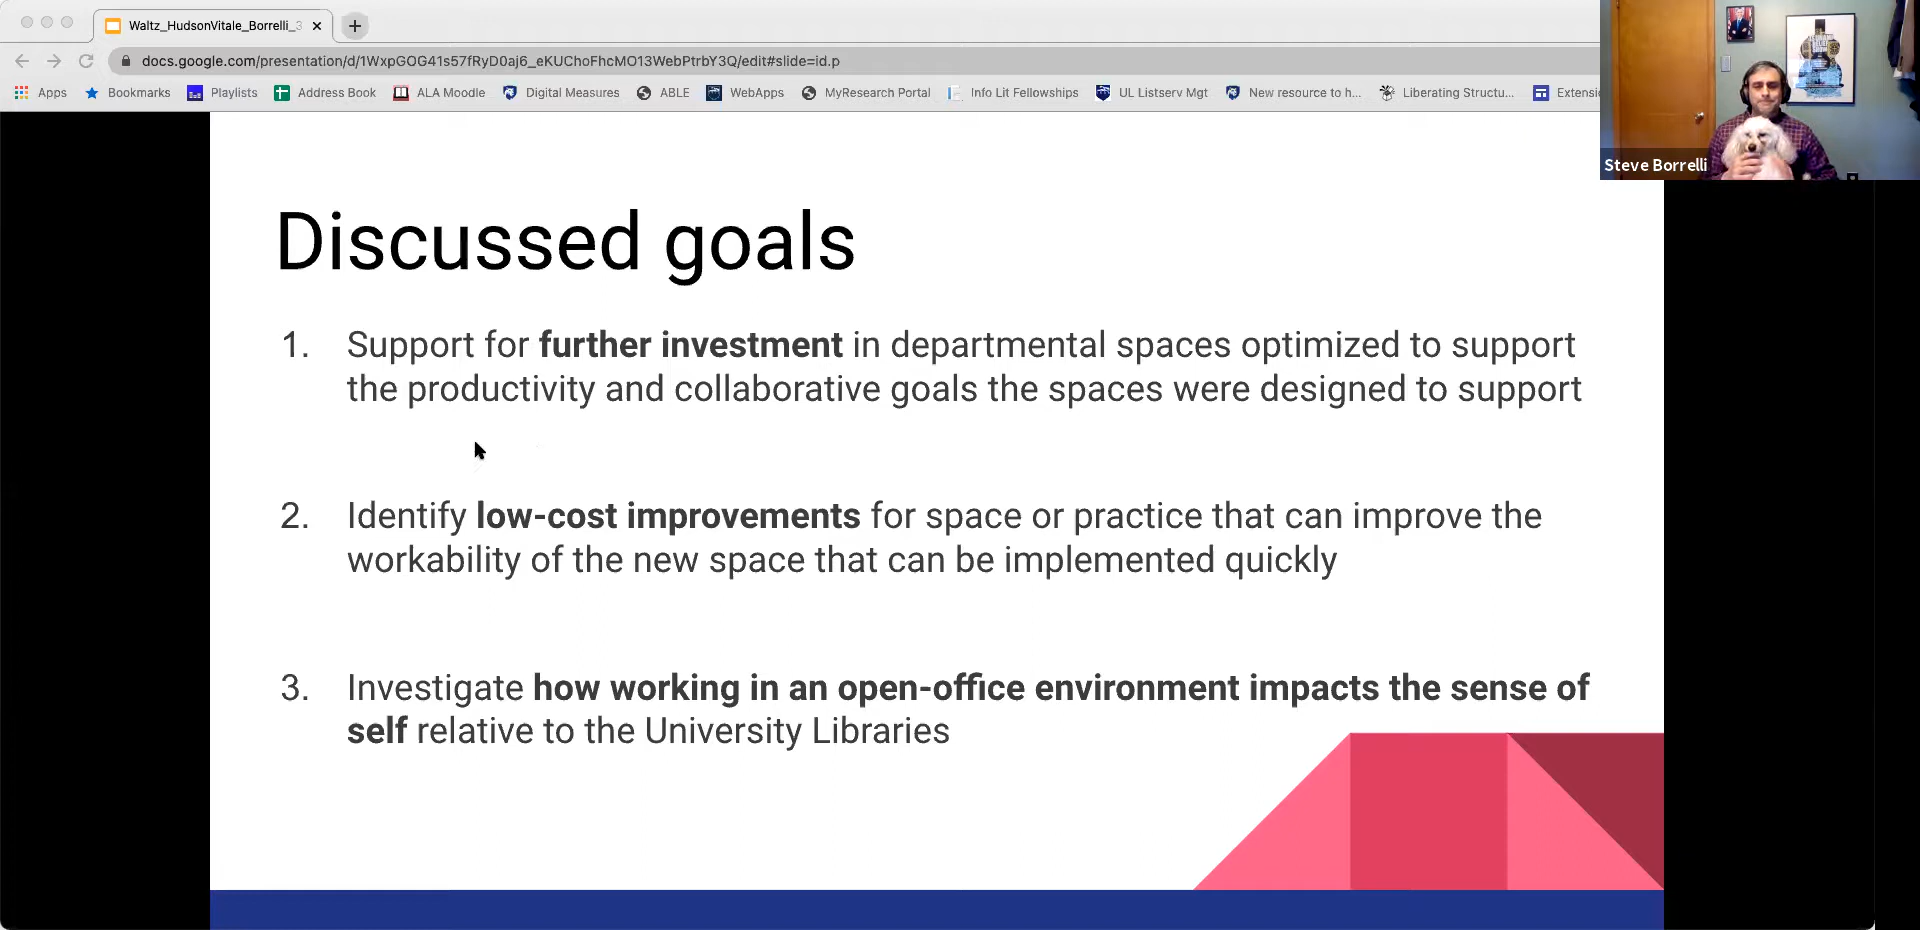 Waltz_HudsonVitale_Borrelli_3
docs.google.com/presentation/d/1WxpGOG41s57fRyD0aj6_eKUChoFhcMO13WebPtrbY3Q/edit#slide=id.p
Apps Bookmarks Playlists Address Book ALA Moodle Digital Measures ABLE WebApps MyResearch Portal Info Lit Fellowships UL Listserv Mgt New resource to h... Liberating Structu... Extensi
Steve Borrelli
Discussed goals
1. Support for further investment in departmental spaces optimized to support
the productivity and collaborative goals the spaces were designed to support
2. Identify low-cost improvements for space or practice that can improve the
workability of the new space that can be implemented quickly
3. Investigate how working in an open-office environment impacts the sense of
self relative to the University Libraries